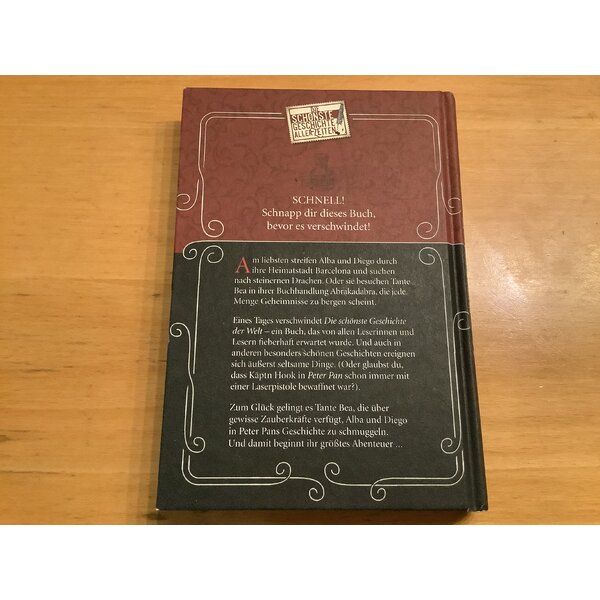 DIE
SCHÖNSTE
GESCHICHTE
ALLER ZEITEN
SCHNELL!
Schnapp dir dieses Buch,
bevor es verschwindet!
Am liebsten streifen Alba und Diego durch
ihre Heimatstadt Barcelona und suchen
nach steinernen Drachen. Oder sie besuchen Tante
Bea in ihrer Buchhandlung Abrakadabra, die jede
Menge Geheimnisse zu bergen scheint.
Eines Tages verschwindet Die schönste Geschichte
der Welt – ein Buch, das von allen Leserinnen und
Lesern fieberhaft erwartet wurde. Und auch in
anderen besonders schönen Geschichten ereignen
sich äußerst seltsame Dinge. (Oder glaubst du,
dass Käptn Hook in Peter Pan schon immer mit
einer Laserpistole bewaffnet war?).
Zum Glück gelingt es Tante Bea, die über
gewisse Zauberkräfte verfügt, Alba und Diego
in Peter Pans Geschichte zu schmuggeln.
Und damit beginnt ihr größtes Abenteuer ...